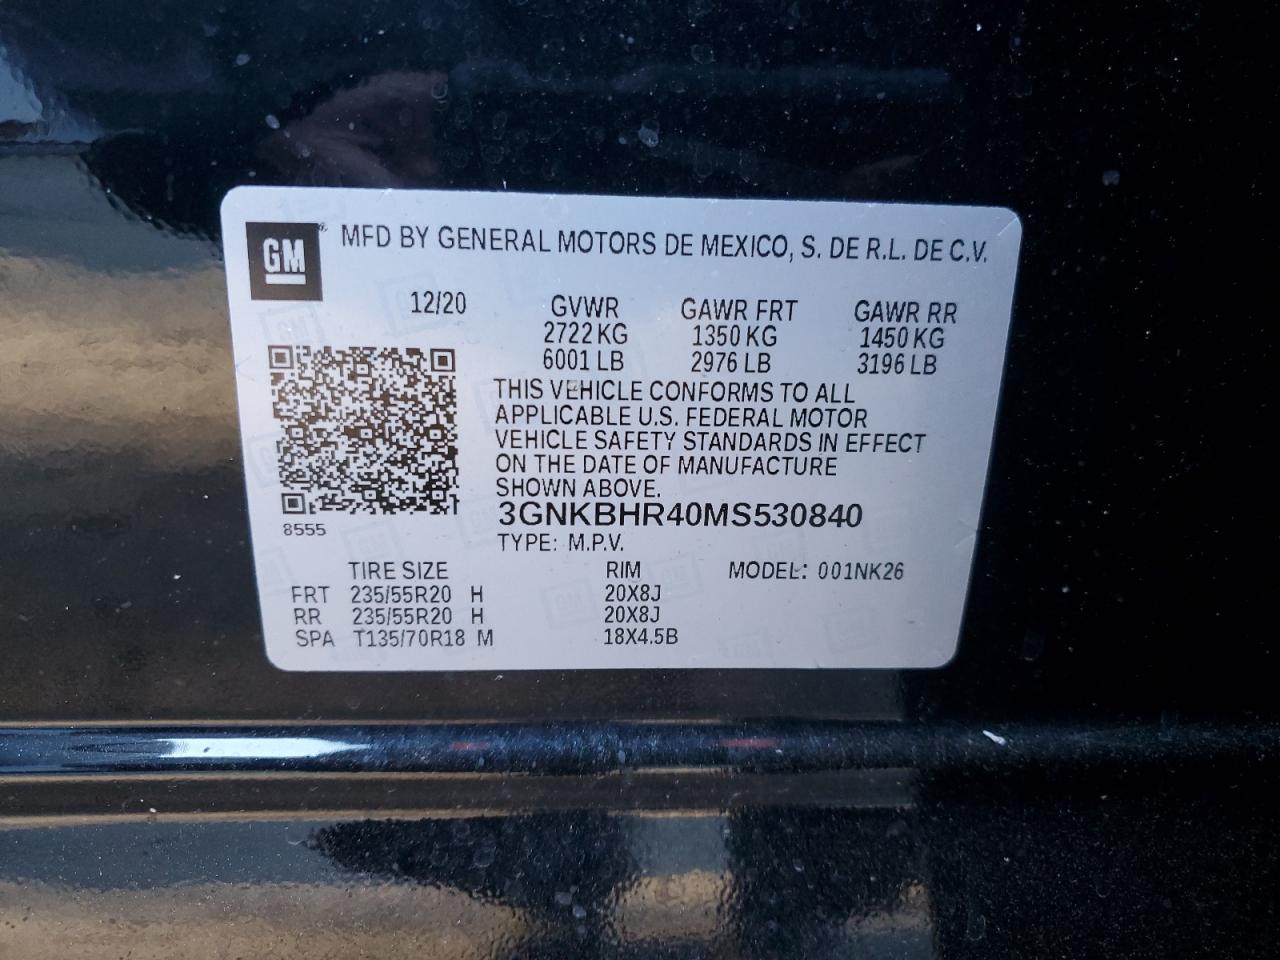 GM® MFD BY GENERAL MOTORS DE MEXICO, S. DE R.L. DE C.V.
12/20 GVWR GAWR FRT GAWR RR
2722 KG 1350 KG 1450 KG
6001 LB 2976 LB 3196 LB
THIS VEHICLE CONFORMS TO ALL
APPLICABLE U.S. FEDERAL MOTOR
VEHICLE SAFETY STANDARDS IN EFFECT
ON THE DATE OF MANUFACTURE
SHOWN ABOVE.
3GNKBHR40MS530840
8555
TYPE: M.P.V.
TIRE SIZE RIM MODEL: 001NK26
FRT 235/55R20 H 20X8J
RR 235/55R20 H 20X8J
SPA T135/70R18 M 18X4.5B